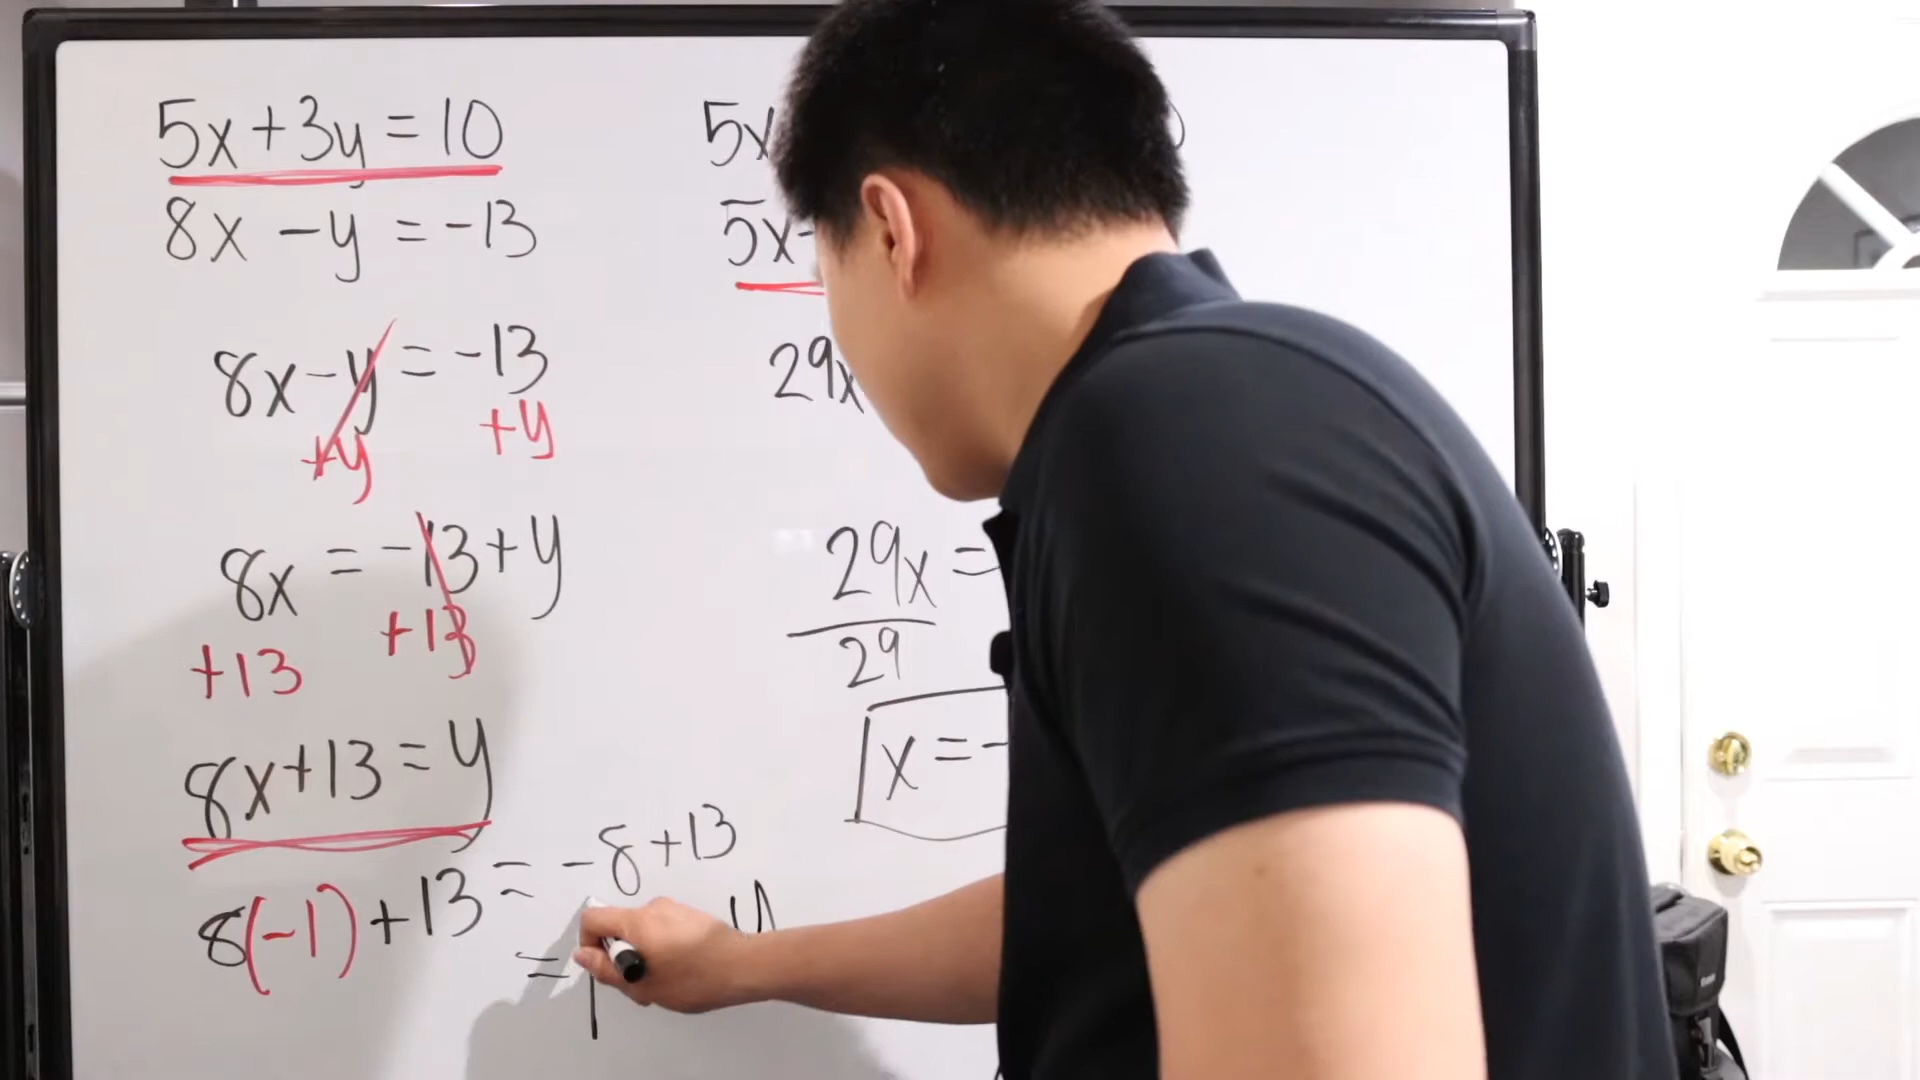 5x+3y=10
8x-y=-13
8x-y=-13
+y +y
8x=-13+y
+13 +13
8x+13=y
8(-1)+13=-8+13
=
y
5x
5x-
29x
29x=
29
x=-